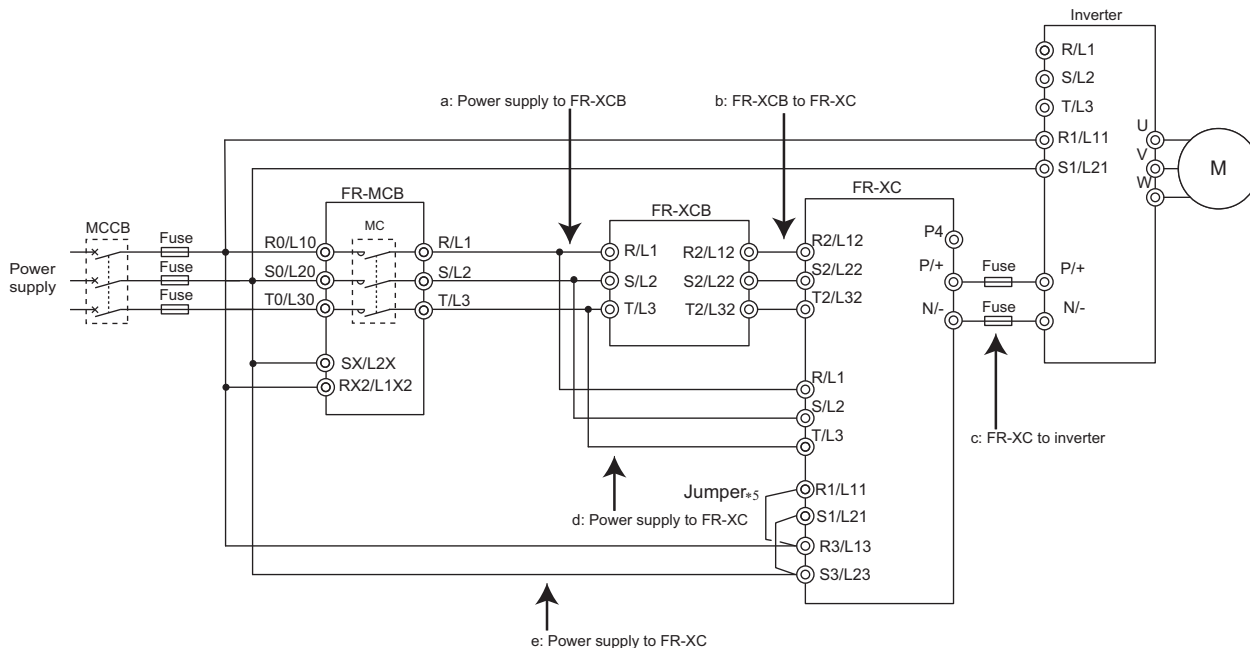 Inverter
R/L1
S/L2
T/L3
R1/L11
S1/L21
U
V
W
M
P/+
N/-
a: Power supply to FR-XCB
b: FR-XCB to FR-XC
FR-MCB
MC
FR-XCB
FR-XC
MCCB
Power
supply
Fuse
Fuse
Fuse
R0/L10
S0/L20
T0/L30
SX/L2X
RX2/L1X2
R/L1
S/L2
T/L3
R/L1
S/L2
T/L3
R2/L12
S2/L22
T2/L32
R2/L12
S2/L22
T2/L32
P4
P/+
N/-
Fuse
Fuse
R/L1
S/L2
T/L3
c: FR-XC to inverter
Jumper*5
R1/L11
S1/L21
R3/L13
S3/L23
d: Power supply to FR-XC
e: Power supply to FR-XC